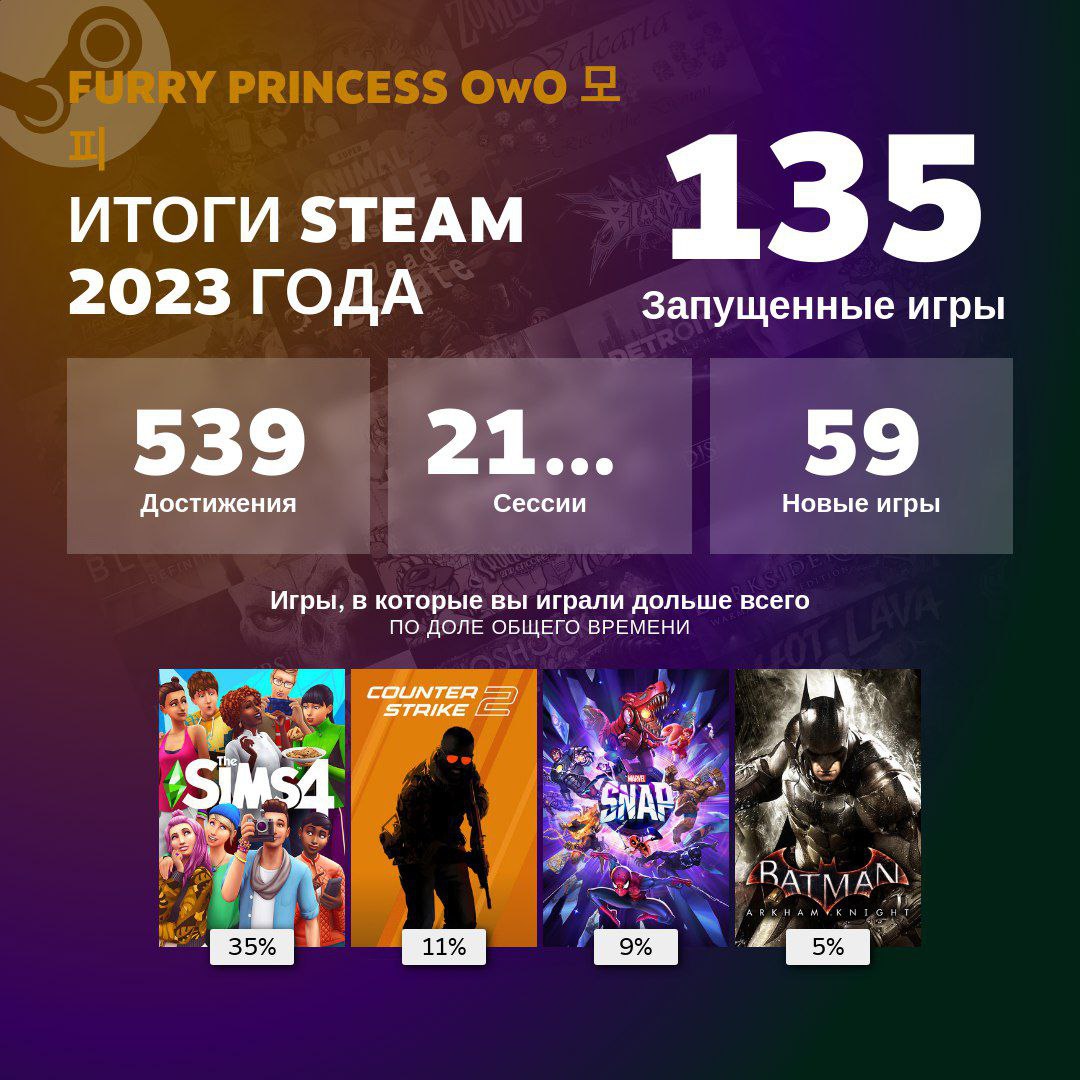 FURRY PRINCESS OwO 모
피
ИТОГИ STEAM
2023 ГОДА
135
Запущенные игры
539
Достижения
21...
Сессии
59
Новые игры
Игры, в которые вы играли дольше всего
ПО ДОЛЕ ОБЩЕГО ВРЕМЕНИ
The
SIMS4
COUNTER
STRIKE 2
MARVEL
SNAP
BATMAN
ARKHAM KNIGHT
35%
11%
9%
5%